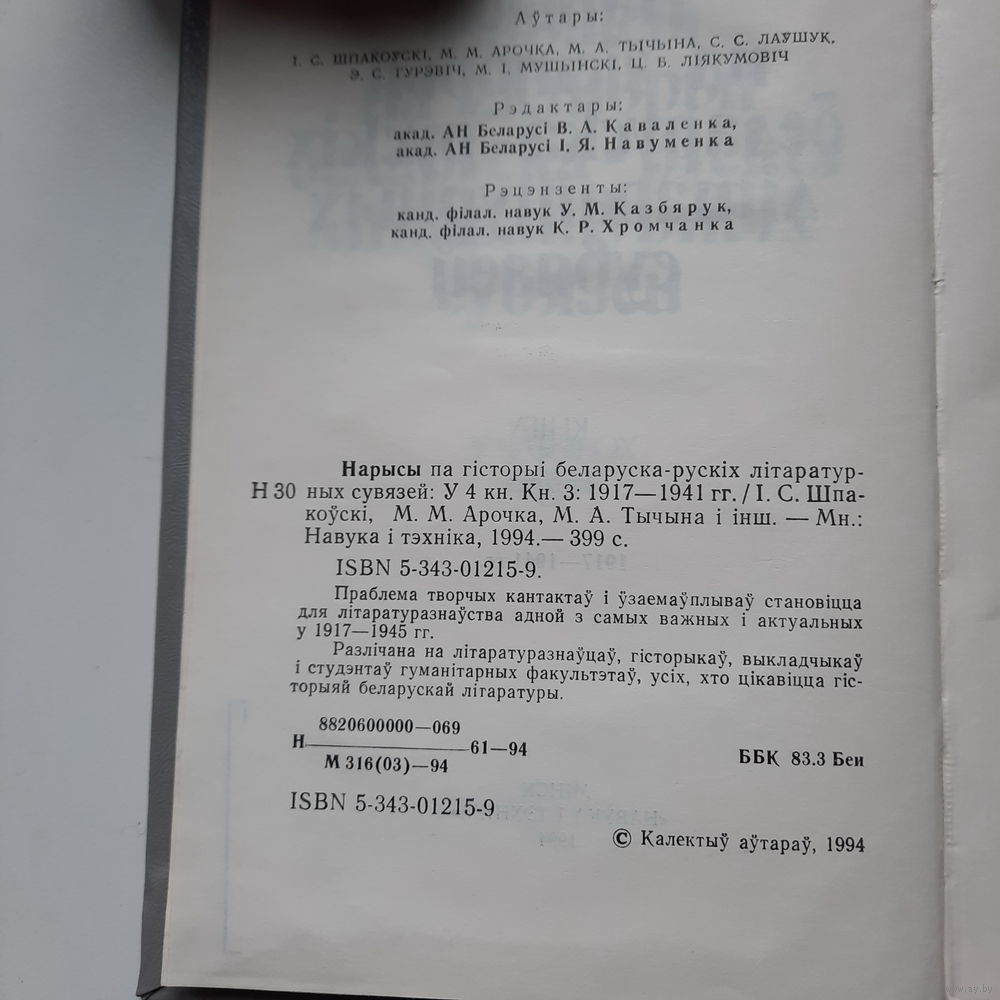 Аўтары:
І. С. ШПАКОЎСКІ, М. М. АРОЧКА, М. А. ТЫЧЫНА, С. С. ЛАЎШУК,
Э. С. ГУРЭВІЧ, М. І. МУШЫНСКІ, Ц. Б. ЛІЯКУМОВІЧ
Рэдактары:
акад. АН Беларусі В. А. Каваленка,
акад. АН Беларусі І. Я. Навуменка
Рэцэнзенты:
канд. філал. навук У. М. Казбярук,
канд. філал. навук К. Р. Хромчанка
Нарысы па гісторыі беларуска-рускіх літаратур-
Н 30 ных сувязей: У 4 кн. Кн. 3: 1917—1941 гг. / І. С. Шпа-
коўскі, М. М. Арочка, М. А. Тычына і інш. — Мн.:
Навука і тэхніка, 1994.— 399 с.
ISBN 5-343-01215-9.
Праблема творчых кантактаў і ўзаемаўплываў становіцца
для літаратуразнаўства адной з самых важных і актуальных
у 1917—1945 гг.
Разлічана на літаратуразнаўцаў, гісторыкаў, выкладчыкаў
і студэнтаў гуманітарных факультэтаў, усіх, хто цікавіцца гіс-
торыяй беларускай літаратуры.
8820600000—069
Н 61—94
М 316(03)—94
ББК 83.3 Беи
ISBN 5-343-01215-9
© Калектыў аўтараў, 1994
www.ay.by